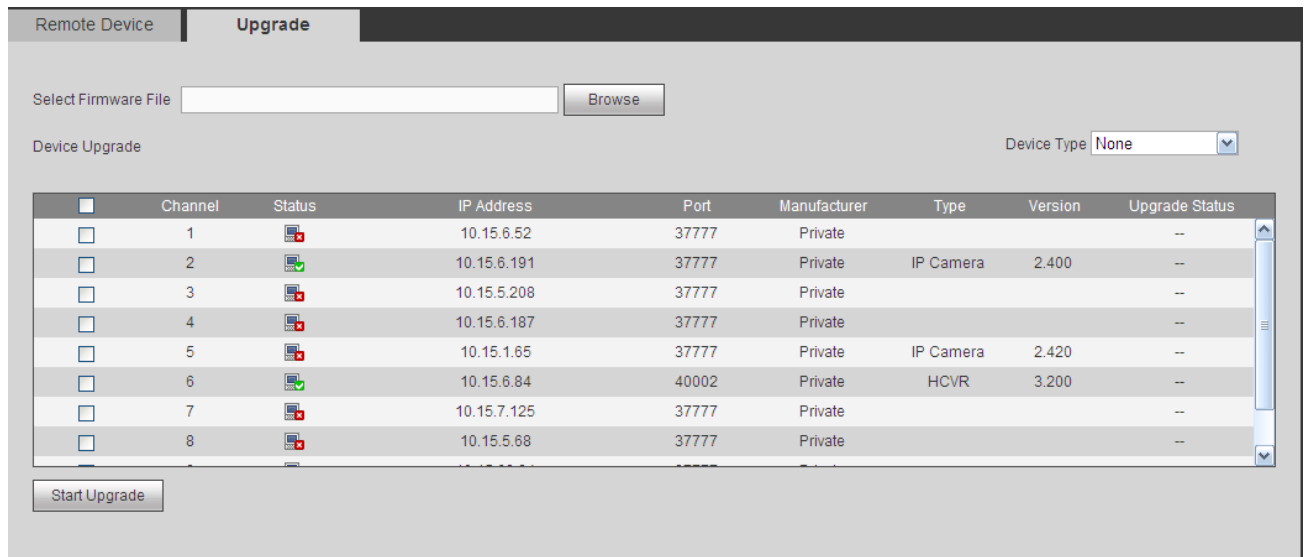 Remote Device Upgrade
Select Firmware File Browse
Device Upgrade Device Type None
Channel Status IP Address Port Manufacturer Type Version Upgrade Status
1 10.15.6.52 37777 Private --
2 10.15.6.191 37777 Private IP Camera 2.400 --
3 10.15.5.208 37777 Private --
4 10.15.6.187 37777 Private --
5 10.15.1.65 37777 Private IP Camera 2.420 --
6 10.15.6.84 40002 Private HCVR 3.200 --
7 10.15.7.125 37777 Private --
8 10.15.5.68 37777 Private --
Start Upgrade